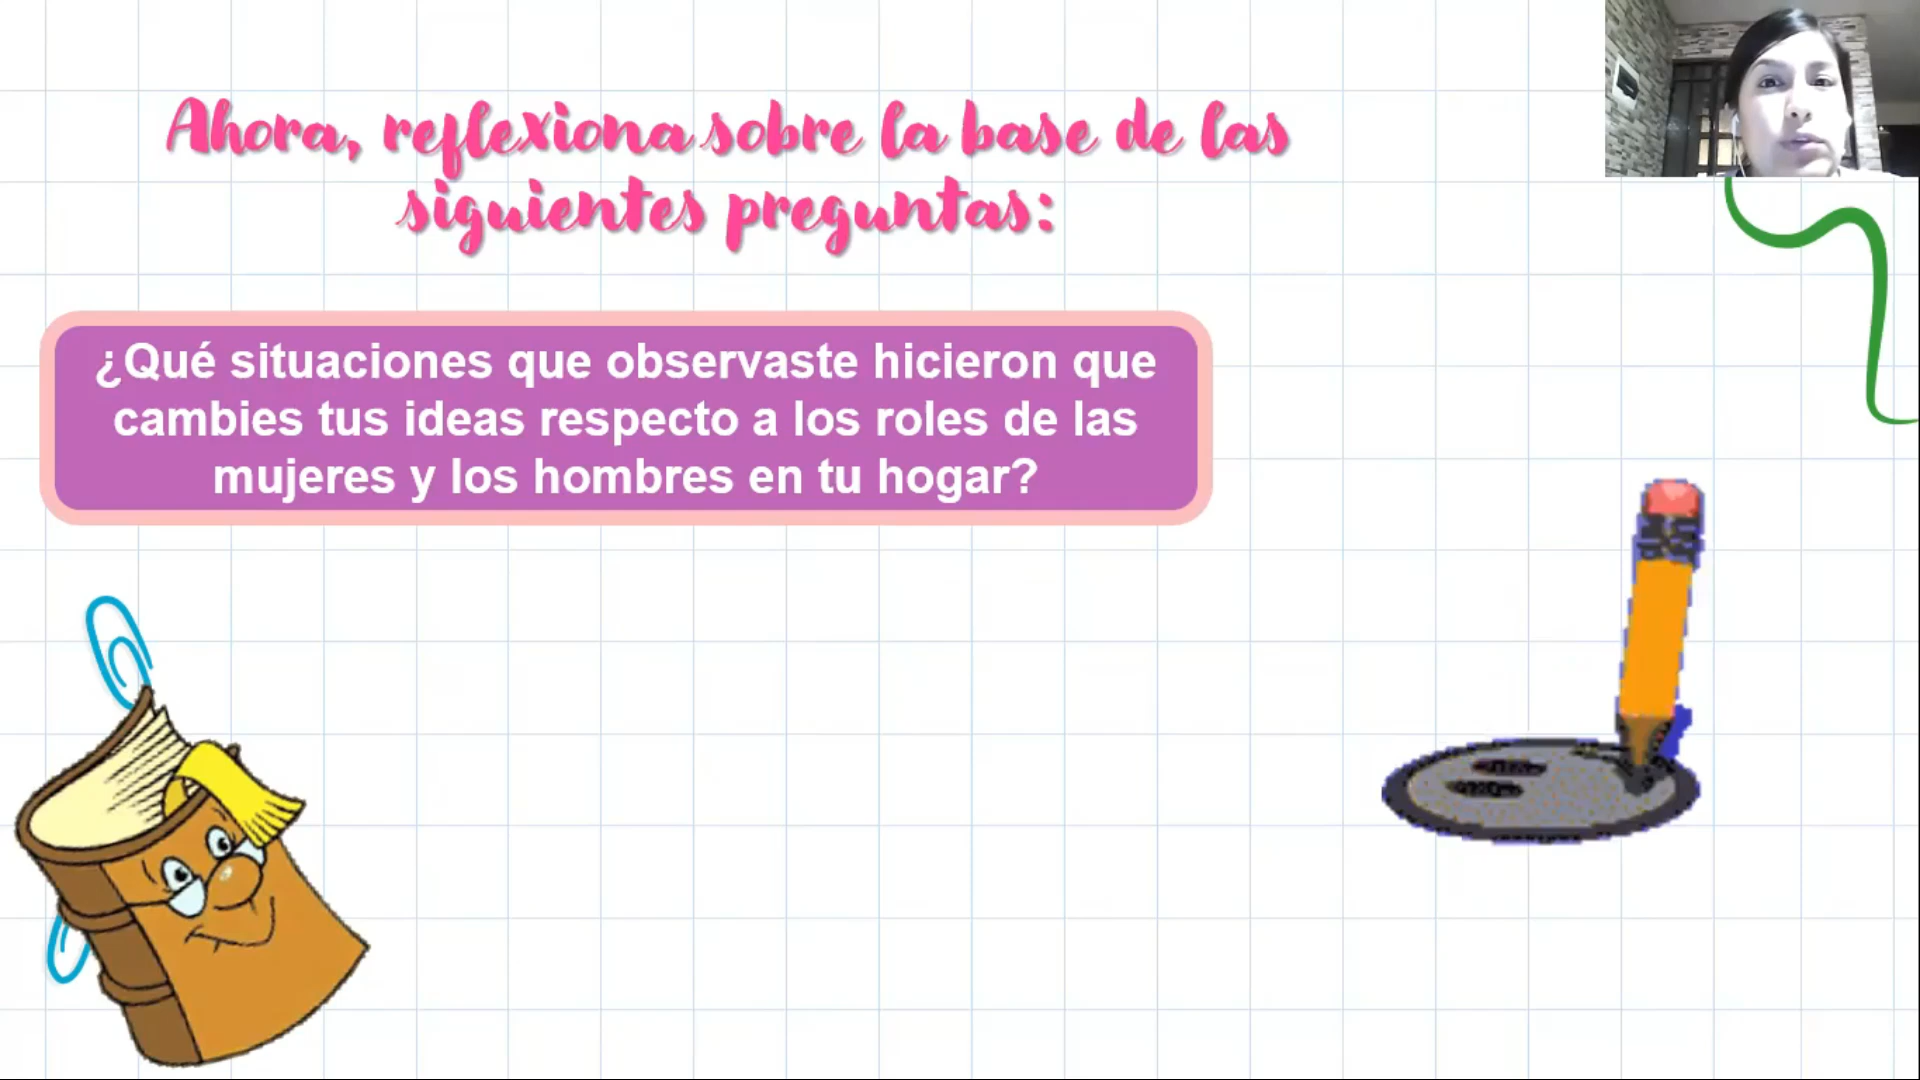 Ahora, reflexiona sobre la base de las
siguientes preguntas:
¿Qué situaciones que observaste hicieron que
cambies tus ideas respecto a los roles de las
mujeres y los hombres en tu hogar?